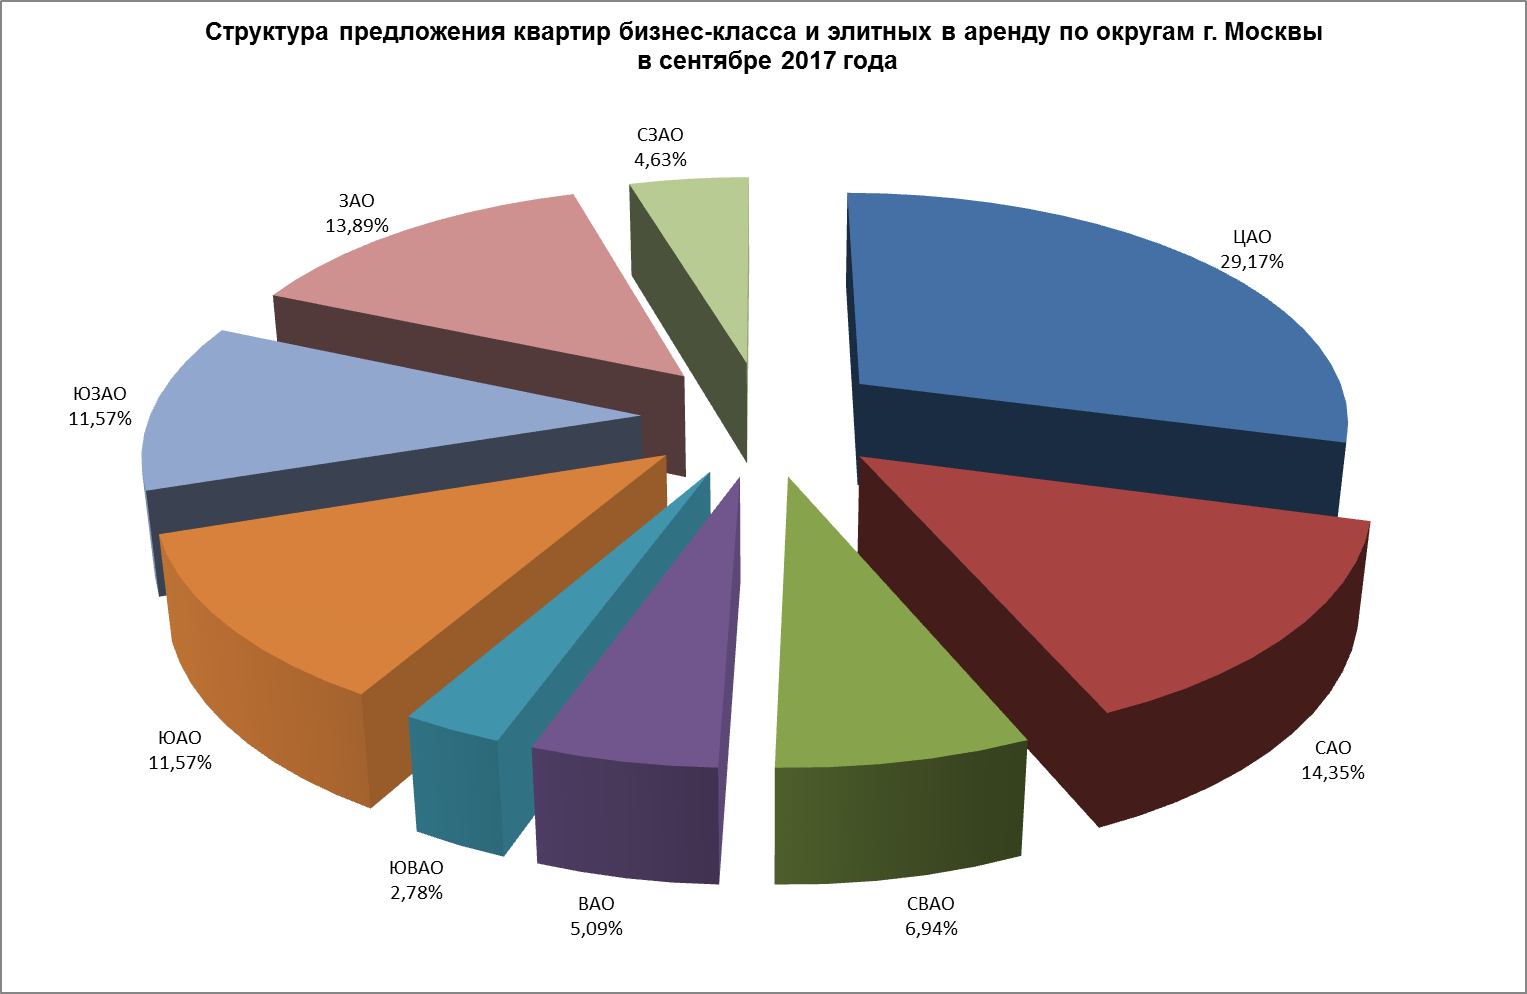 Структура предложения квартир бизнес-класса и элитных в аренду по округам г. Москвы
в сентябре 2017 года
СЗАО
4,63%
ЗАО
13,89%
ЦАО
29,17%
ЮЗАО
11,57%
ЮАО
11,57%
САО
14,35%
ЮВАО
2,78%
ВАО
5,09%
СВАО
6,94%